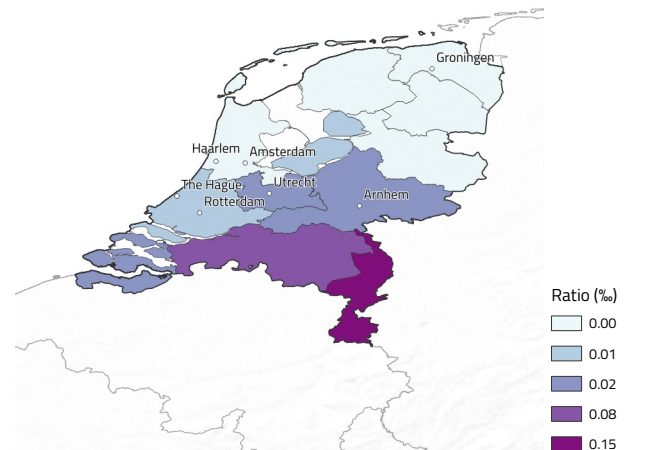 Groningen
Haarlem
Amsterdam
The Hague
Utrecht
Rotterdam
Arnhem
Ratio (‰)
0.00
0.01
0.02
0.08
0.15